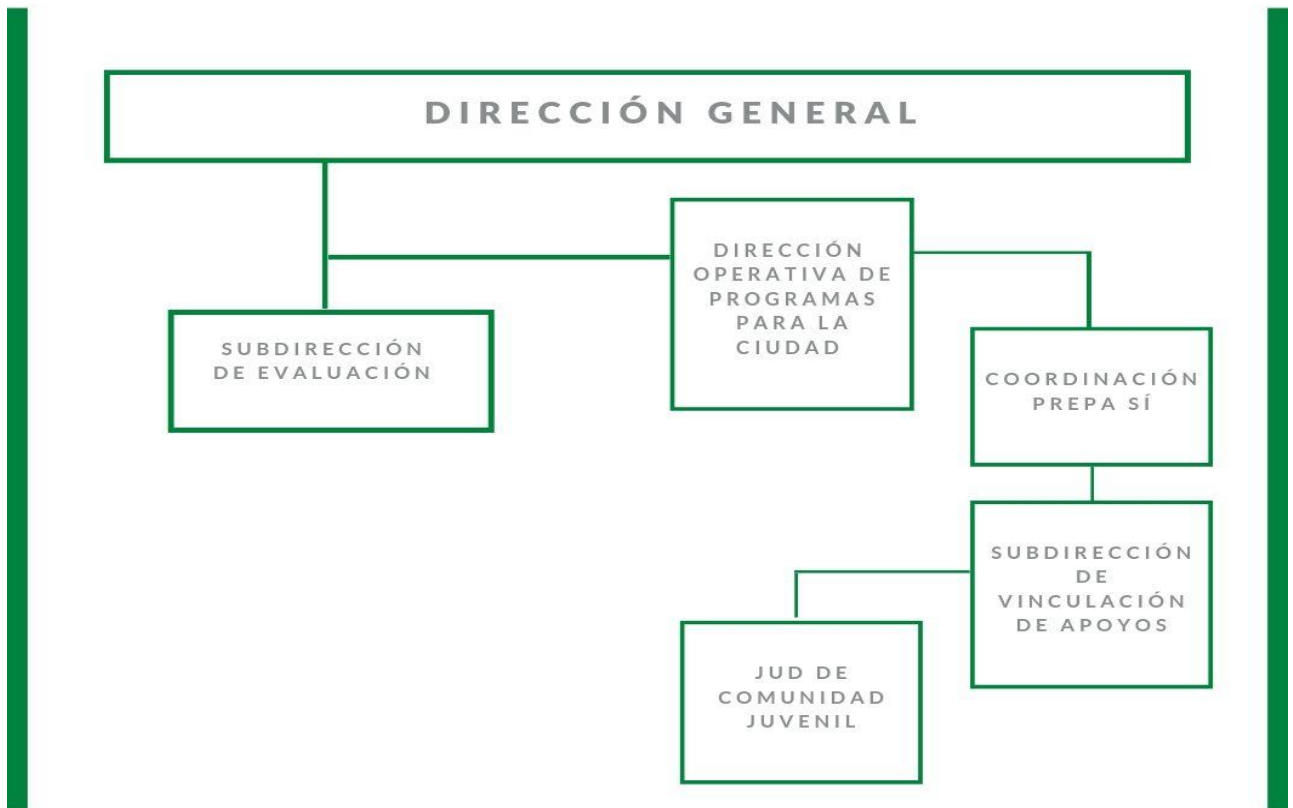 DIRECCIÓN GENERAL
DIRECCIÓN
OPERATIVA DE
PROGRAMAS
PARA LA
CIUDAD
SUBDIRECCIÓN
DE EVALUACIÓN
COORDINACIÓN
PREPA SÍ
SUBDIRECCIÓN
DE
VINCULACIÓN
DE APOYOS
JUD DE
COMUNIDAD
JUVENIL